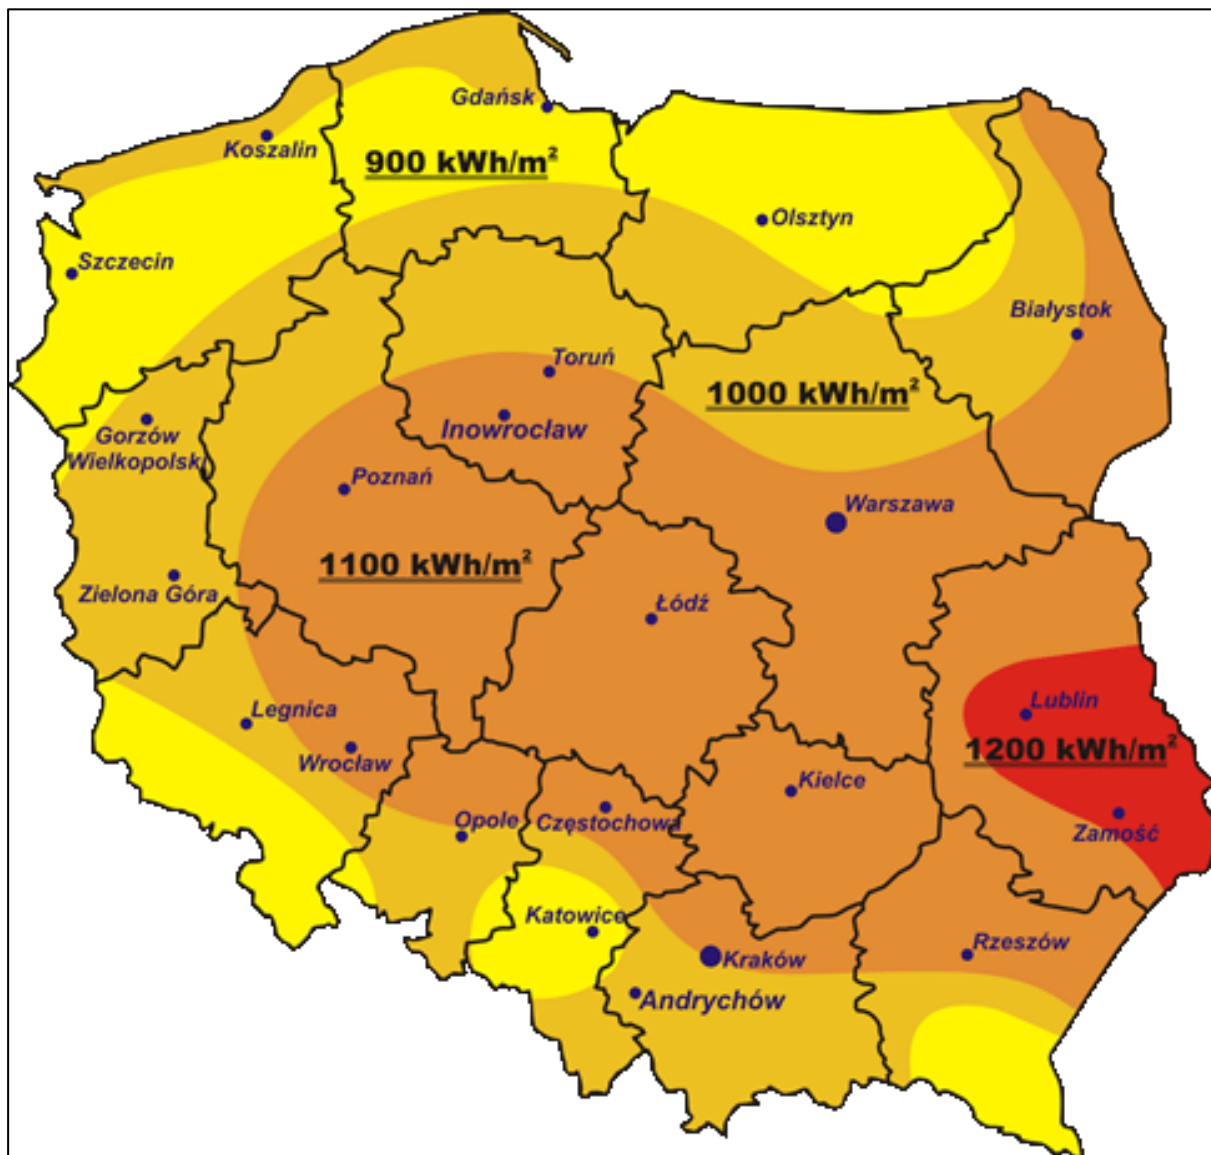 Gdańsk
Koszalin
900 kWh/m²
Olsztyn
Szczecin
Białystok
Toruń
1000 kWh/m²
Gorzów
Wielkopolski
Inowrocław
Poznań
Warszawa
1100 kWh/m²
Zielona Góra
Łódź
Legnica
Lublin
Wrocław
1200 kWh/m²
Kielce
Opole
Częstochowa
Zamość
Katowice
Rzeszów
Kraków
Andrychów